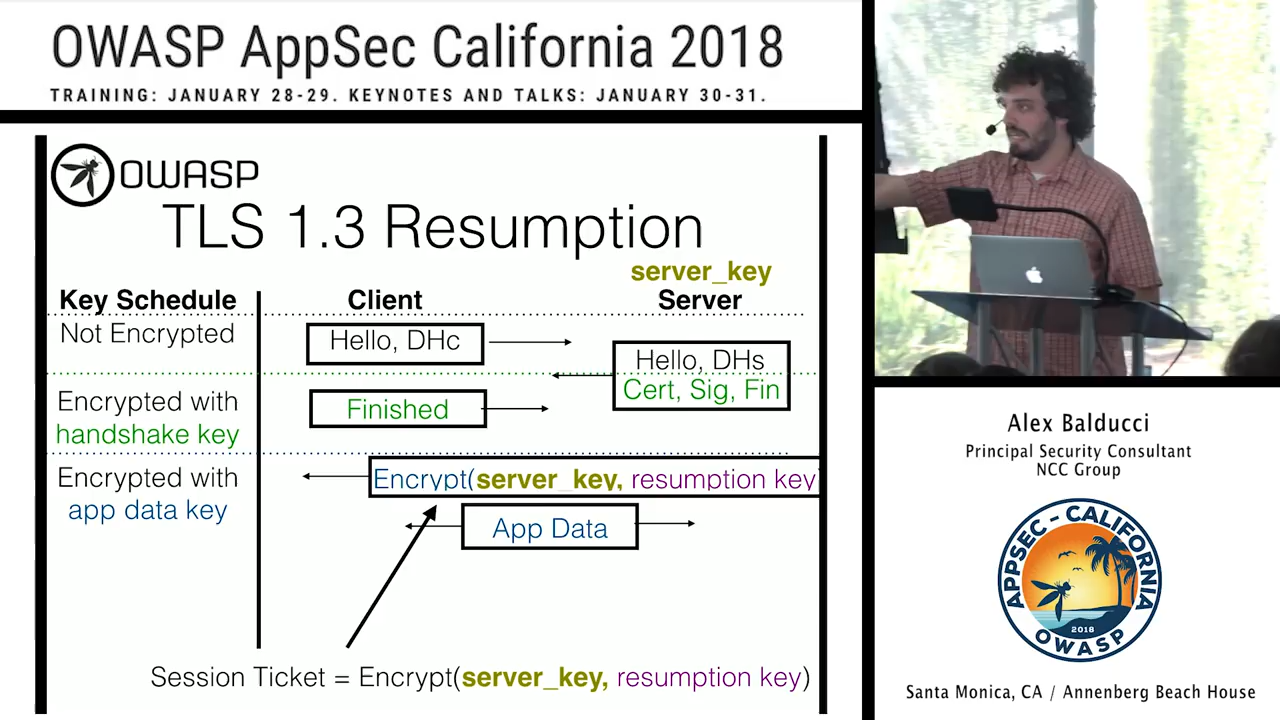 OWASP AppSec California 2018
TRAINING: JANUARY 28-29. KEYNOTES AND TALKS: JANUARY 30-31.
OWASP
TLS 1.3 Resumption
server_key
Key Schedule
Client
Server
Not Encrypted
Hello, DHc
Hello, DHs
Cert, Sig, Fin
Encrypted with
handshake key
Finished
Encrypted with
app data key
Encrypt(server_key, resumption key)
App Data
Session Ticket = Encrypt(server_key, resumption key)
Alex Balducci
Principal Security Consultant
NCC Group
APPSEC - CALIFORNIA
2018
OWASP
Santa Monica, CA / Annenberg Beach House